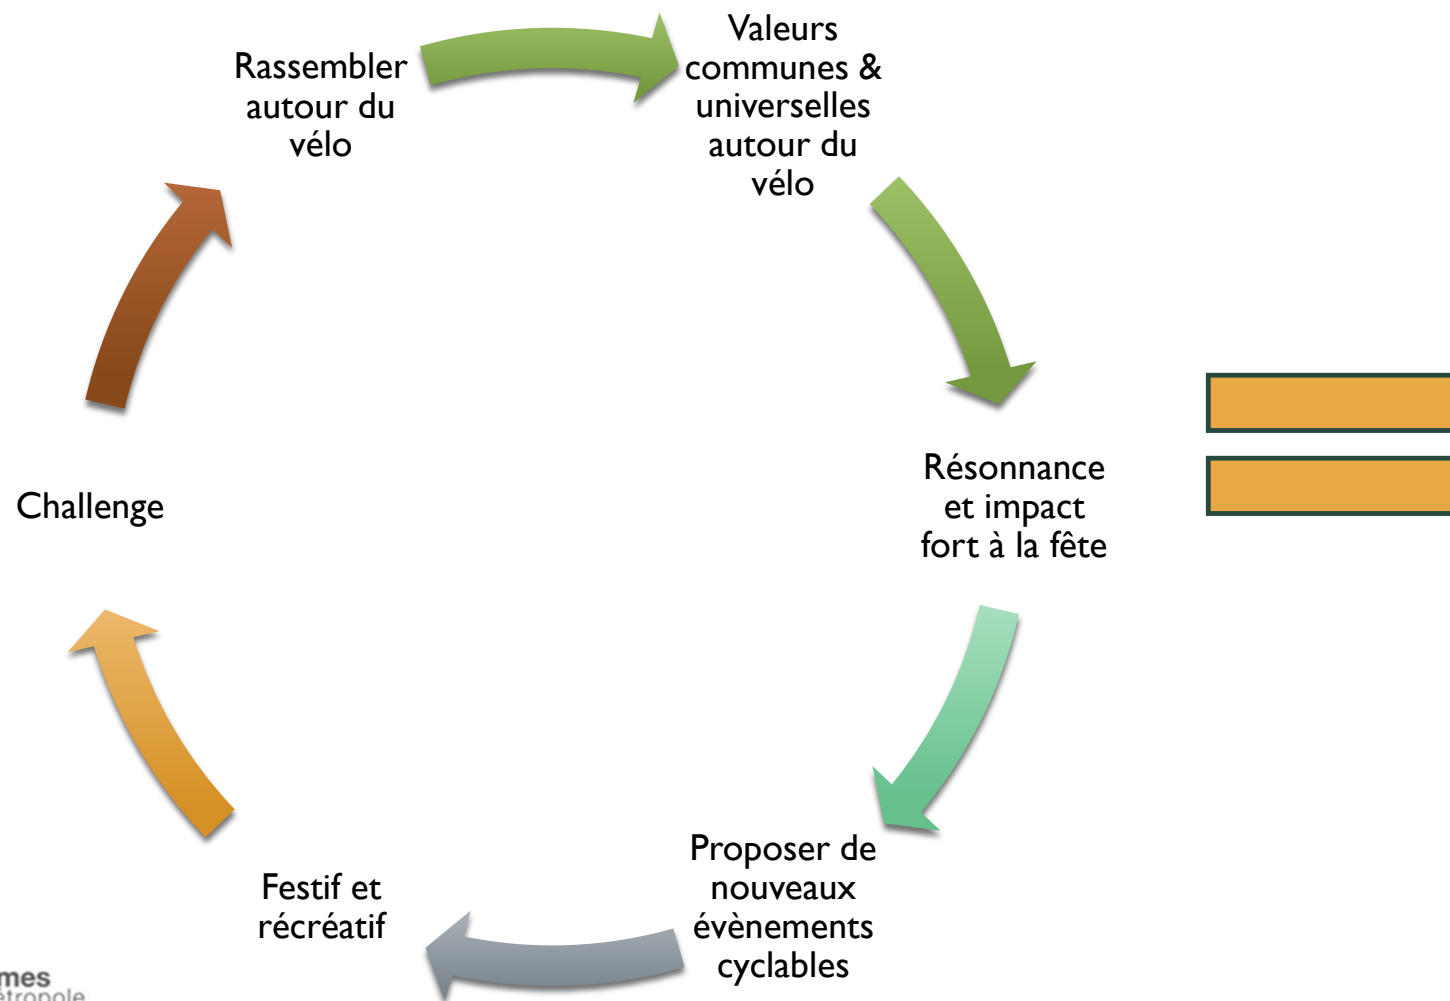 Rassembler
autour du
vélo
Valeurs
communes &
universelles
autour du
vélo
Résonnance
et impact
fort à la fête
Proposer de
nouveaux
évènements
cyclables
Festif et
récréatif
Challenge